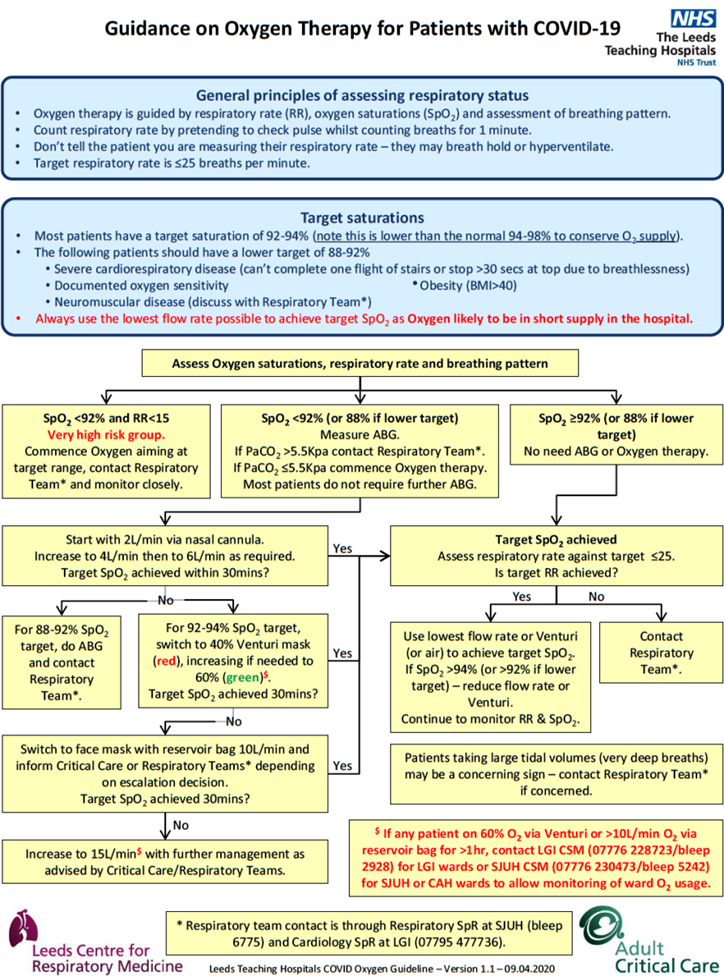 Guidance on Oxygen Therapy for Patients with COVID-19
NHS
The Leeds
Teaching Hospitals
NHS Trust
General principles of assessing respiratory status
• Oxygen therapy is guided by respiratory rate (RR), oxygen saturations (SpO₂) and assessment of breathing pattern.
• Count respiratory rate by pretending to check pulse whilst counting breaths for 1 minute.
• Don't tell the patient you are measuring their respiratory rate – they may breath hold or hyperventilate.
• Target respiratory rate is ≤25 breaths per minute.
Target saturations
• Most patients have a target saturation of 92-94% (note this is lower than the normal 94-98% to conserve O₂ supply).
• The following patients should have a lower target of 88-92%
• Severe cardiorespiratory disease (can't complete one flight of stairs or stop >30 secs at top due to breathlessness)
• Documented oxygen sensitivity • Obesity (BMI>40)
• Neuromuscular disease (discuss with Respiratory Team*)
• Always use the lowest flow rate possible to achieve target SpO₂ as Oxygen likely to be in short supply in the hospital.
Assess Oxygen saturations, respiratory rate and breathing pattern
SpO₂ <92% and RR<15
Very high risk group.
Commence Oxygen aiming at
target range, contact Respiratory
Team* and monitor closely.
SpO₂ <92% (or 88% if lower target)
Measure ABG.
If PaCO₂ >5.5Kpa contact Respiratory Team*.
If PaCO₂ ≤5.5Kpa commence Oxygen therapy.
Most patients do not require further ABG.
SpO₂ ≥92% (or 88% if lower
target)
No need ABG or Oxygen therapy.
Start with 2L/min via nasal cannula.
Increase to 4L/min then to 6L/min as required.
Target SpO₂ achieved within 30mins?
Yes
Target SpO₂ achieved
Assess respiratory rate against target ≤25.
Is target RR achieved?
No
Yes
No
For 88-92% SpO₂
target, do ABG
and contact
Respiratory
Team*.
For 92-94% SpO₂ target,
switch to 40% Venturi mask
(red), increasing if needed to
60% (green)$.
Target SpO₂ achieved 30mins?
Yes
Use lowest flow rate or Venturi
(or air) to achieve target SpO₂.
If SpO₂ >94% (or >92% if lower
target) – reduce flow rate or
Venturi.
Continue to monitor RR & SpO₂.
Contact
Respiratory
Team*.
No
Switch to face mask with reservoir bag 10L/min and
inform Critical Care or Respiratory Teams* depending
on escalation decision.
Target SpO₂ achieved 30mins?
Yes
Patients taking large tidal volumes (very deep breaths)
may be a concerning sign – contact Respiratory Team*
if concerned.
No
Increase to 15L/min$ with further management as
advised by Critical Care/Respiratory Teams.
$ If any patient on 60% O₂ via Venturi or >10L/min O₂ via
reservoir bag for >1hr, contact LGI CSM (07776 228723/bleep
2928) for LGI wards or SJUH CSM (07776 230473/bleep 5242)
for SJUH or CAH wards to allow monitoring of ward O₂ usage.
* Respiratory team contact is through Respiratory SpR at SJUH (bleep
6775) and Cardiology SpR at LGI (07795 477736).
Leeds Centre for
Respiratory Medicine
Adult
Critical Care
Leeds Teaching Hospitals COVID Oxygen Guideline – Version 1.1 – 09.04.2020